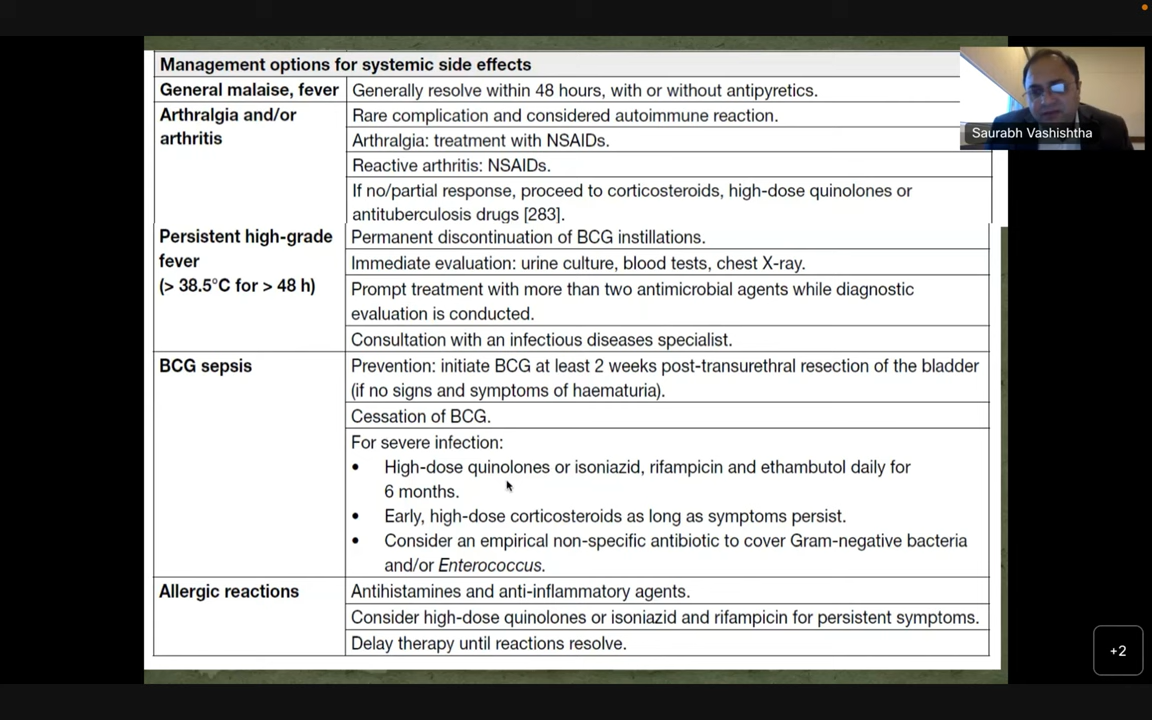 Management options for systemic side effects
General malaise, fever
Generally resolve within 48 hours, with or without antipyretics.
Arthralgia and/or
arthritis
Rare complication and considered autoimmune reaction.
Arthralgia: treatment with NSAIDs.
Reactive arthritis: NSAIDs.
If no/partial response, proceed to corticosteroids, high-dose quinolones or
antituberculosis drugs [283].
Persistent high-grade
fever
(> 38.5°C for > 48 h)
Permanent discontinuation of BCG instillations.
Immediate evaluation: urine culture, blood tests, chest X-ray.
Prompt treatment with more than two antimicrobial agents while diagnostic
evaluation is conducted.
Consultation with an infectious diseases specialist.
BCG sepsis
Prevention: initiate BCG at least 2 weeks post-transurethral resection of the bladder
(if no signs and symptoms of haematuria).
Cessation of BCG.
For severe infection:
• High-dose quinolones or isoniazid, rifampicin and ethambutol daily for
6 months.
• Early, high-dose corticosteroids as long as symptoms persist.
• Consider an empirical non-specific antibiotic to cover Gram-negative bacteria
and/or Enterococcus.
Allergic reactions
Antihistamines and anti-inflammatory agents.
Consider high-dose quinolones or isoniazid and rifampicin for persistent symptoms.
Delay therapy until reactions resolve.
Saurabh Vashishtha
+2